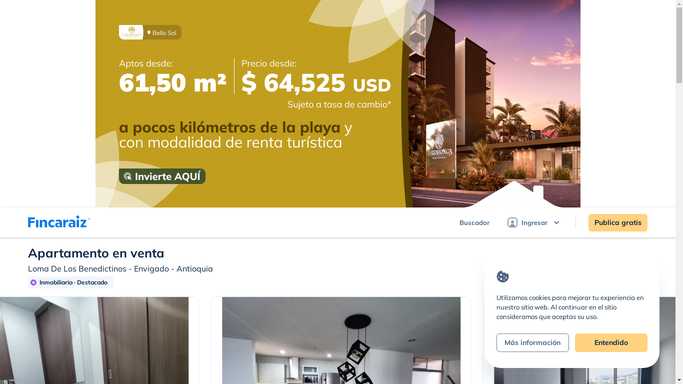 Bello Sol
Aptos desde:
61,50 m²
Precio desde:
$ 64,525 USD
Sujeto a tasa de cambio*
a pocos kilómetros de la playa y
con modalidad de renta turística
Invierte AQUÍ
Fincaraiz
Buscador
Ingresar
Publica gratis
Apartamento en venta
Loma De Los Benedictinos - Envigado - Antioquia
Inmobiliaria · Destacado
Utilizamos cookies para mejorar tu experiencia en
nuestro sitio web. Al continuar en el sitio
consideramos que aceptas su uso.
Más información
Entendido